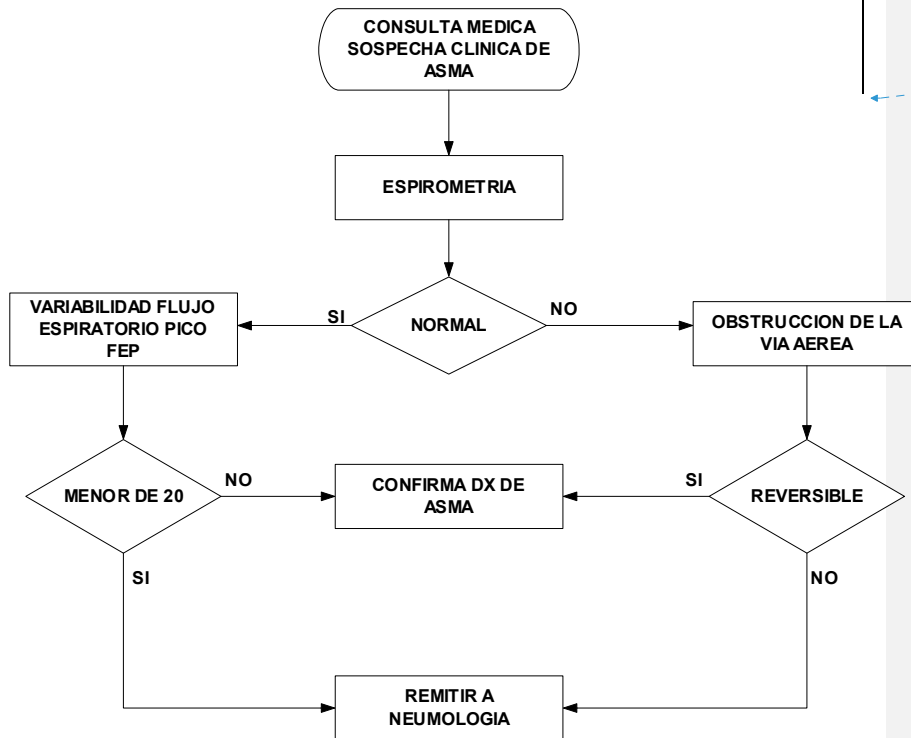 CONSULTA MEDICA
SOSPECHA CLINICA DE
ASMA
ESPIROMETRIA
VARIABILIDAD FLUJO
ESPIRATORIO PICO
FEP
SI
NORMAL
NO
OBSTRUCCION DE LA
VIA AEREA
MENOR DE 20
NO
CONFIRMA DX DE
ASMA
SI
REVERSIBLE
SI
NO
REMITIR A
NEUMOLOGIA